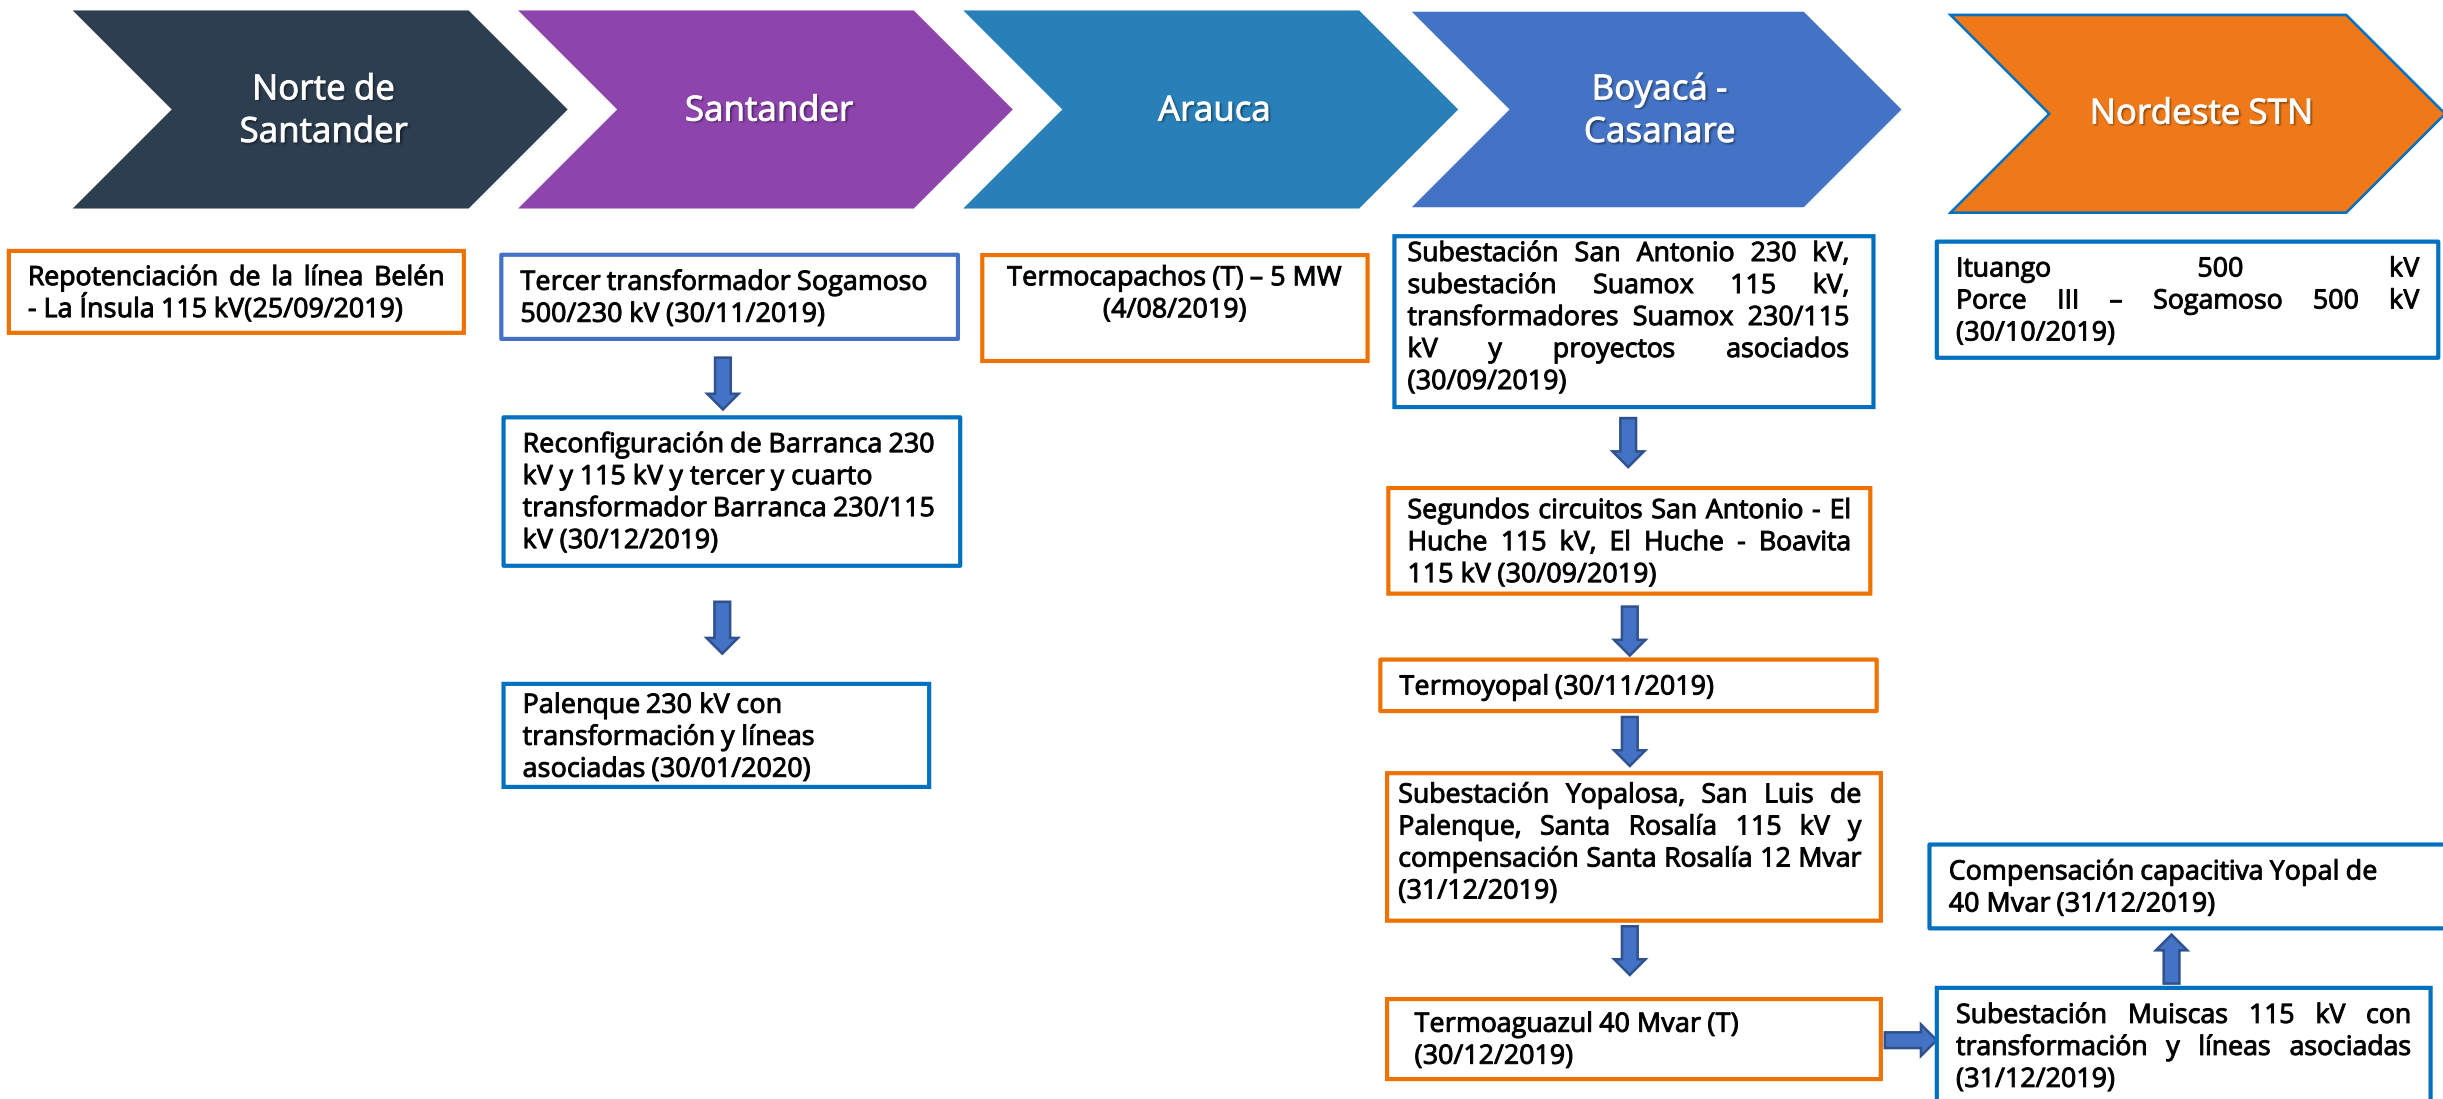 Norte de
Santander
Santander
Arauca
Boyacá -
Casanare
Nordeste STN
Repotenciación de la línea Belén
- La Ínsula 115 kV(25/09/2019)
Tercer transformador Sogamoso
500/230 kV (30/11/2019)
Reconfiguración de Barranca 230
kV y 115 kV y tercer y cuarto
transformador Barranca 230/115
kV (30/12/2019)
Palenque 230 kV con
transformación y líneas
asociadas (30/01/2020)
Termocapachos (T) – 5 MW
(4/08/2019)
Subestación San Antonio 230 kV,
subestación Suamox 115 kV,
transformadores Suamox 230/115
kV y proyectos asociados
(30/09/2019)
Segundos circuitos San Antonio - El
Huche 115 kV, El Huche - Boavita
115 kV (30/09/2019)
Termoyopal (30/11/2019)
Subestación Yopalosa, San Luis de
Palenque, Santa Rosalía 115 kV y
compensación Santa Rosalía 12 Mvar
(31/12/2019)
Termoaguazul 40 Mvar (T)
(30/12/2019)
Ituango 500 kV
Porce III – Sogamoso 500 kV
(30/10/2019)
Compensación capacitiva Yopal de
40 Mvar (31/12/2019)
Subestación Muiscas 115 kV con
transformación y líneas asociadas
(31/12/2019)